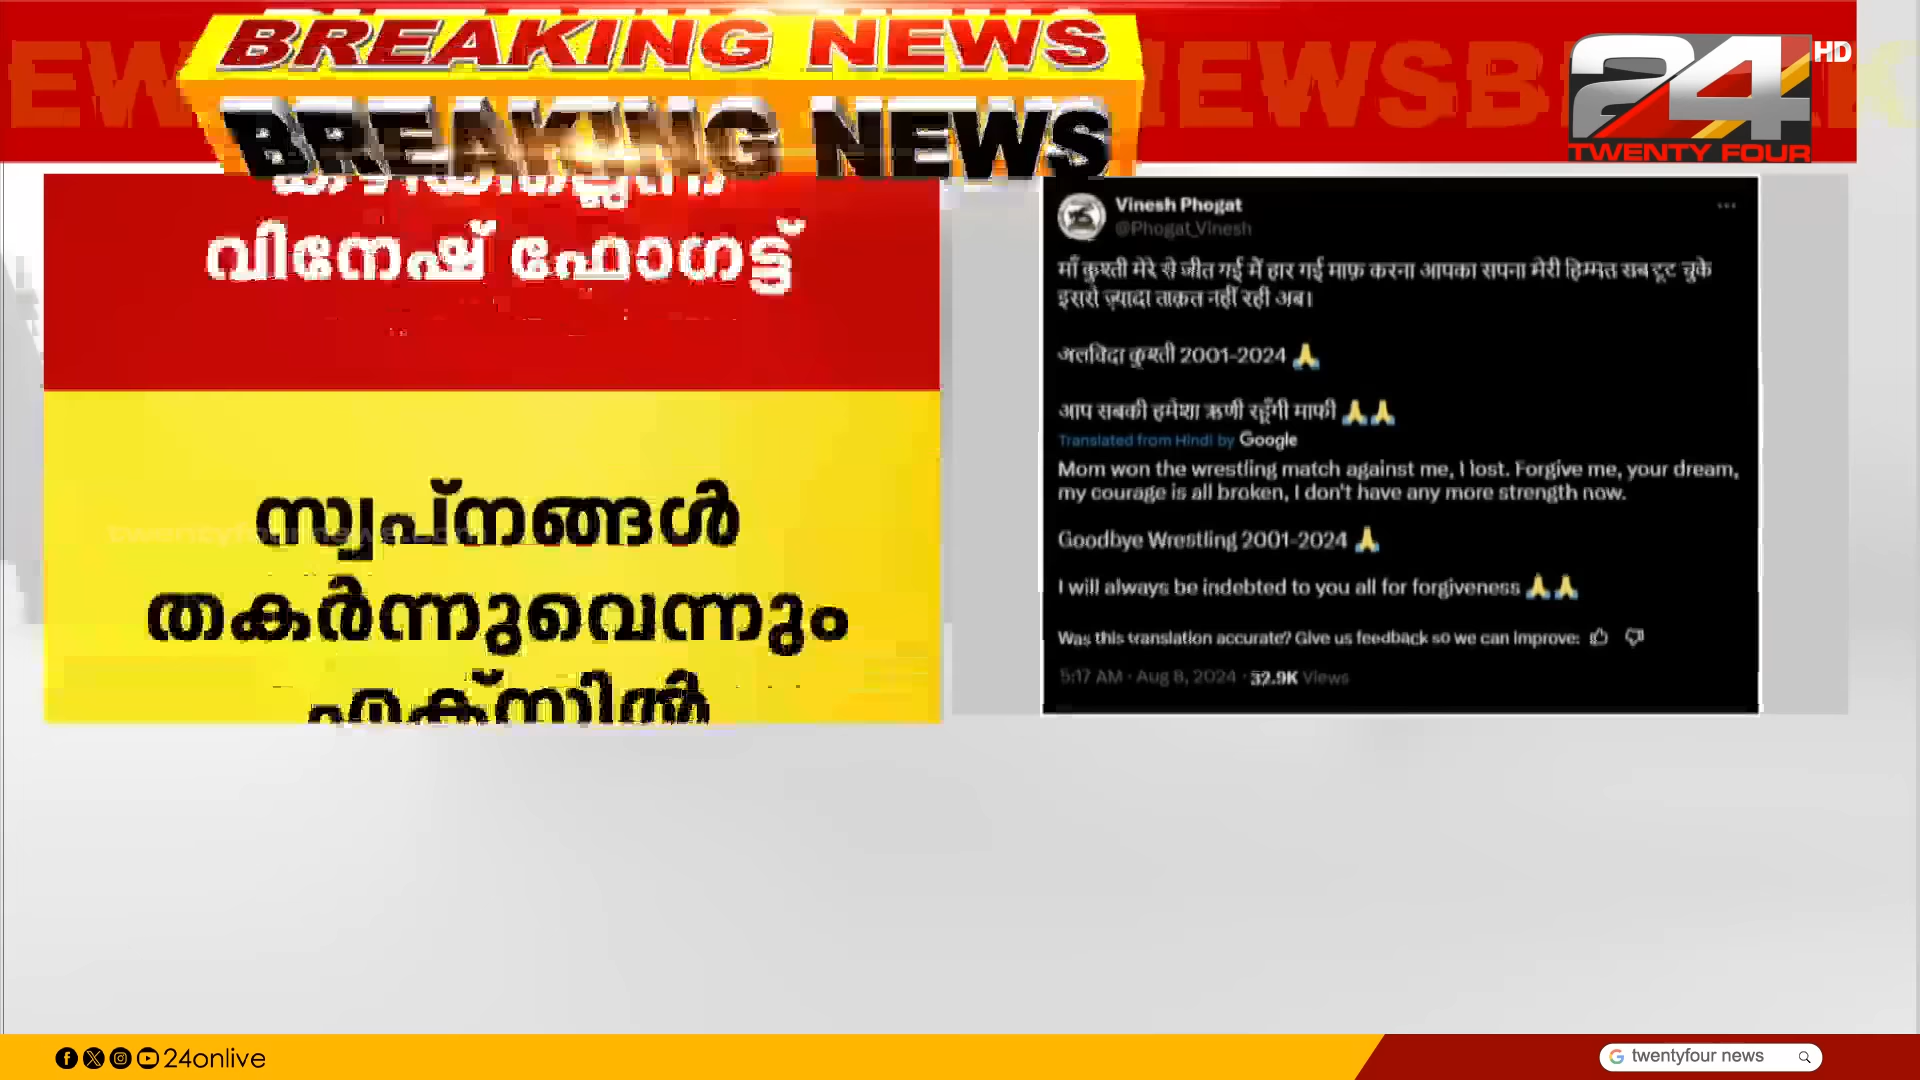 BREAKING NEWS
BREAKING NEWS
24
HD
TWENTY FOUR
വിനേഷ് ഫോഗട്ട്
സ്വപ്നങ്ങൾ
തകർന്നുവെന്നും
എക്സിൽ
twentyfournews.com
Vinesh Phogat
@Phogat_Vinesh
माँ कुश्ती मेरे से जीत गई मैं हार गई माफ़ करना आपका सपना मेरी हिम्मत सब टूट चुके
इससे ज़्यादा ताक़त नहीं रही अब।
अलविदा कुश्ती 2001-2024 🙏
आप सबकी हमेशा ऋणी रहूँगी माफी 🙏🙏
Translated from Hindi by Google
Mom won the wrestling match against me, I lost. Forgive me, your dream,
my courage is all broken, I don't have any more strength now.
Goodbye Wrestling 2001-2024 🙏
I will always be indebted to you all for forgiveness 🙏🙏
Was this translation accurate? Give us feedback so we can improve:
5:17 AM · Aug 8, 2024 · 32.9K Views
24onlive
twentyfour news